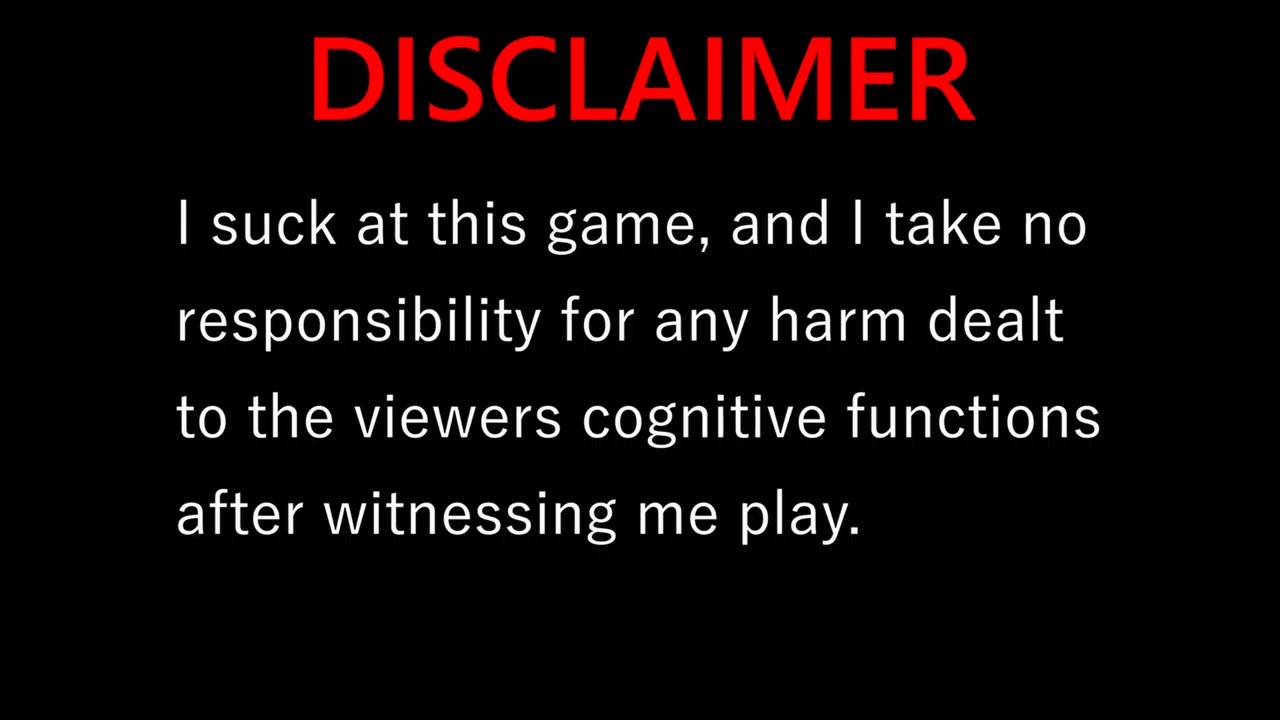 DISCLAIMER
I suck at this game, and I take no
responsibility for any harm dealt
to the viewers cognitive functions
after witnessing me play.